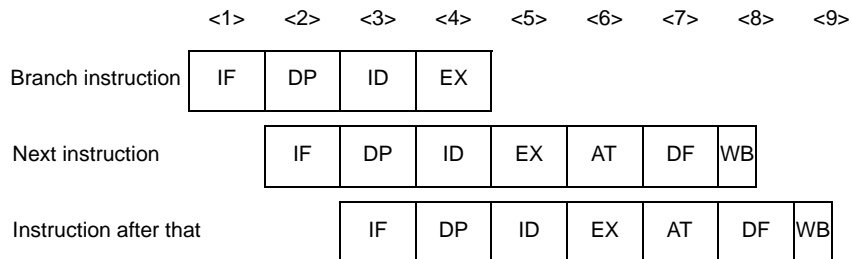 <1> <2> <3> <4> <5> <6> <7> <8> <9>
Branch instruction IF DP ID EX
Next instruction IF DP ID EX AT DF WB
Instruction after that IF DP ID EX AT DF WB